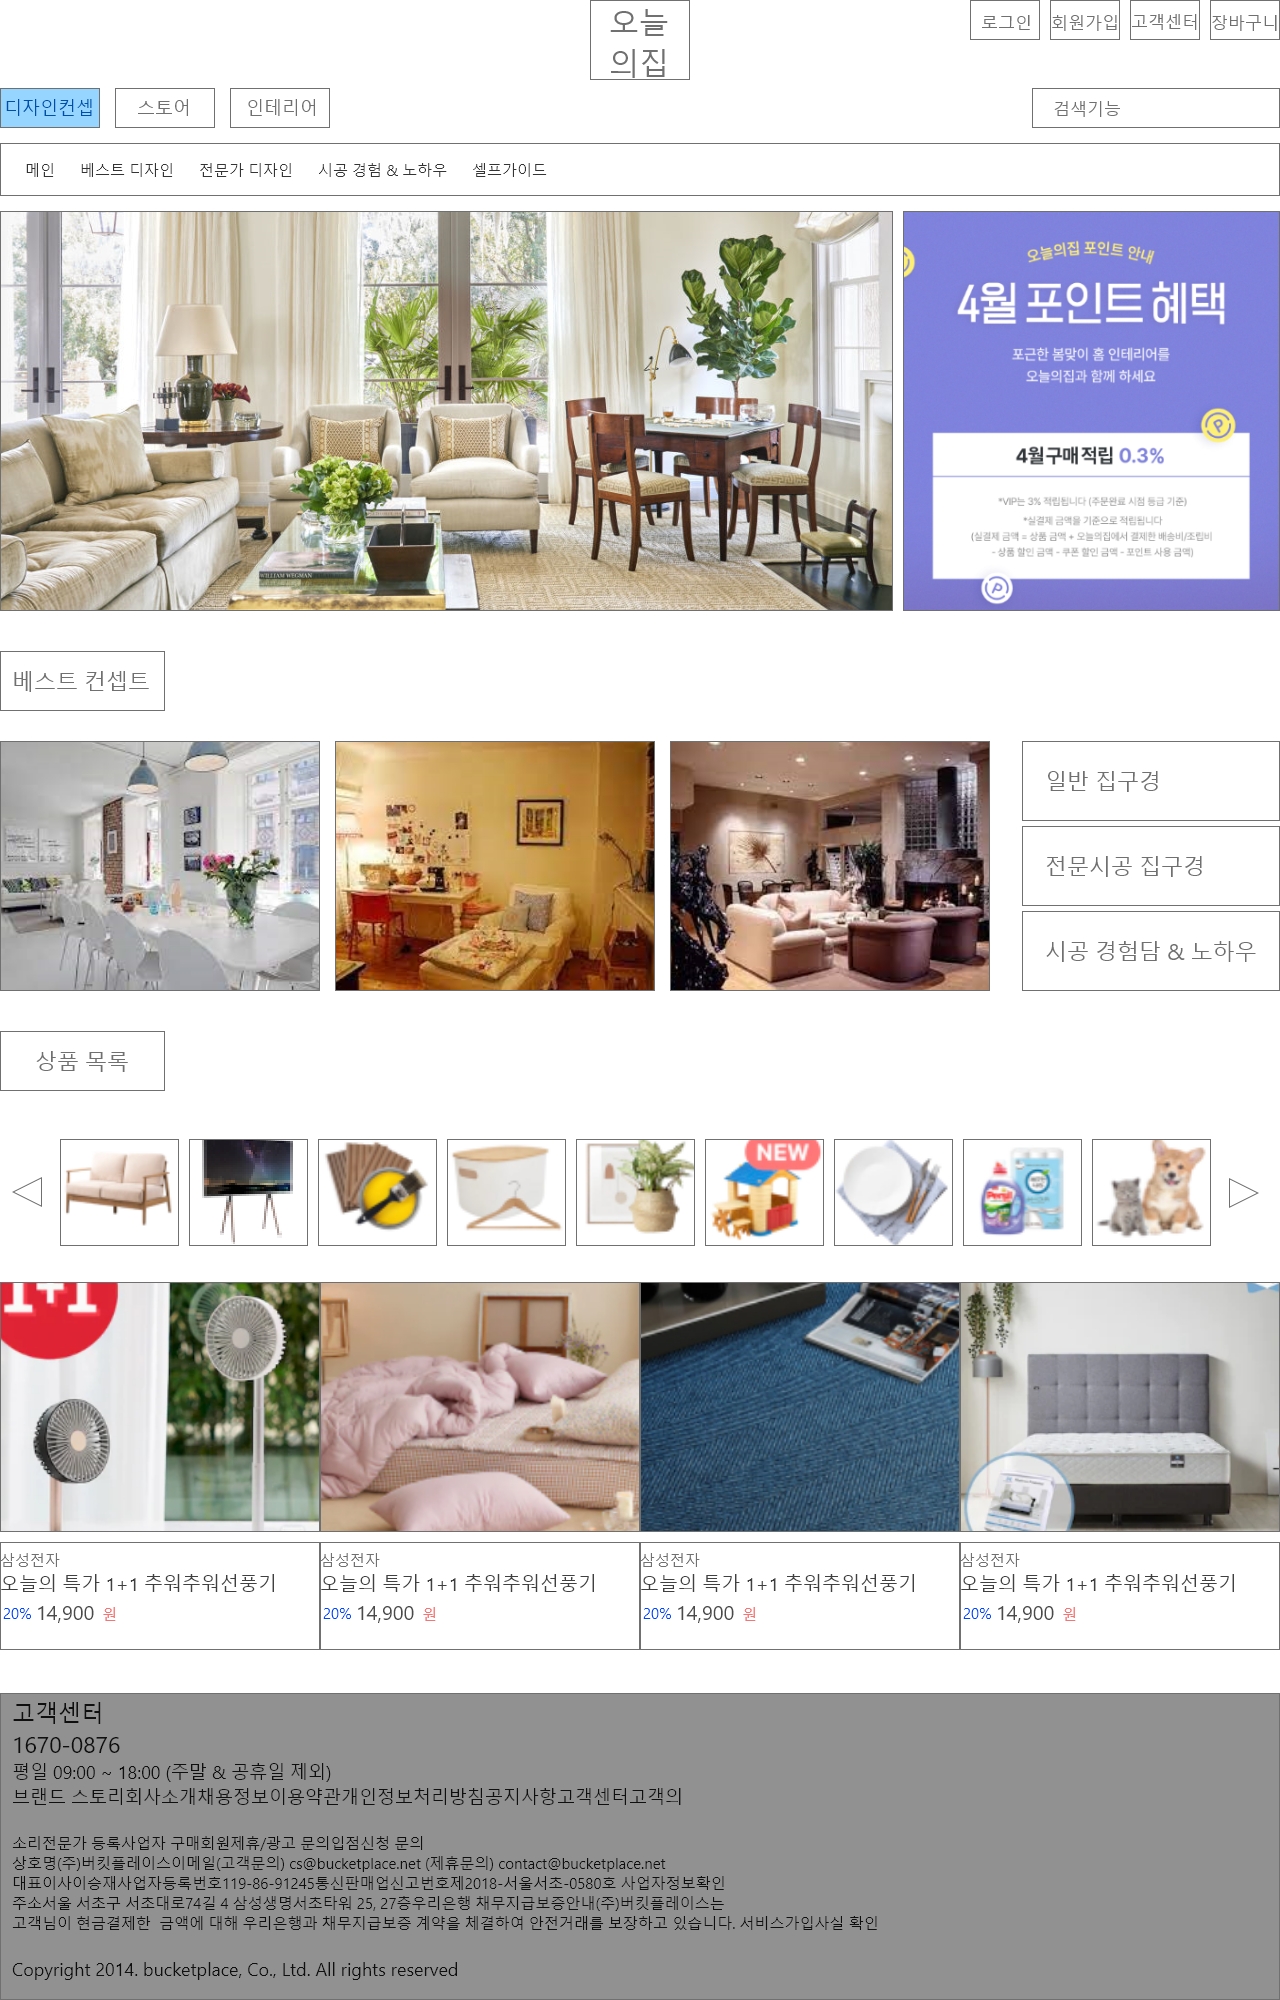 오늘
의집
로그인 회원가입 고객센터 장바구니
디자인컨셉 스토어 인테리어 검색기능
메인 베스트 디자인 전문가 디자인 시공 경험 & 노하우 셀프가이드
WILLIAM WEGMAN
오늘의집 포인트 안내
4월 포인트 혜택
포근한 봄맞이 홈 인테리어를
오늘의집과 함께 하세요
P
4월구매적립 0.3%
*VIP는 3% 적립됩니다 (주문완료 시점 등급 기준)
*실결제 금액을 기준으로 적립됩니다
(실결제 금액 = 상품 금액 + 오늘의집에서 결제한 배송비/조립비
- 상품 할인 금액 - 쿠폰 할인 금액 - 포인트 사용 금액)
P
베스트 컨셉트
일반 집구경
전문시공 집구경
시공 경험담 & 노하우
상품 목록
NEW
Persil
1+1
삼성전자 삼성전자 삼성전자 삼성전자
오늘의 특가 1+1 추워추워선풍기 오늘의 특가 1+1 추워추워선풍기 오늘의 특가 1+1 추워추워선풍기 오늘의 특가 1+1 추워추워선풍기
20% 14,900 원 20% 14,900 원 20% 14,900 원 20% 14,900 원
고객센터
1670-0876
평일 09:00 ~ 18:00 (주말 & 공휴일 제외)
브랜드 스토리회사소개채용정보이용약관개인정보처리방침공지사항고객센터고객의
소리전문가 등록사업자 구매회원제휴/광고 문의입점신청 문의
상호명(주)버킷플레이스이메일(고객문의) cs@bucketplace.net (제휴문의) contact@bucketplace.net
대표이사이승재사업자등록번호119-86-91245통신판매업신고번호제2018-서울서초-0580호 사업자정보확인
주소서울 서초구 서초대로74길 4 삼성생명서초타워 25, 27층우리은행 채무지급보증안내(주)버킷플레이스는
고객님이 현금결제한 금액에 대해 우리은행과 채무지급보증 계약을 체결하여 안전거래를 보장하고 있습니다. 서비스가입사실 확인
Copyright 2014. bucketplace, Co., Ltd. All rights reserved